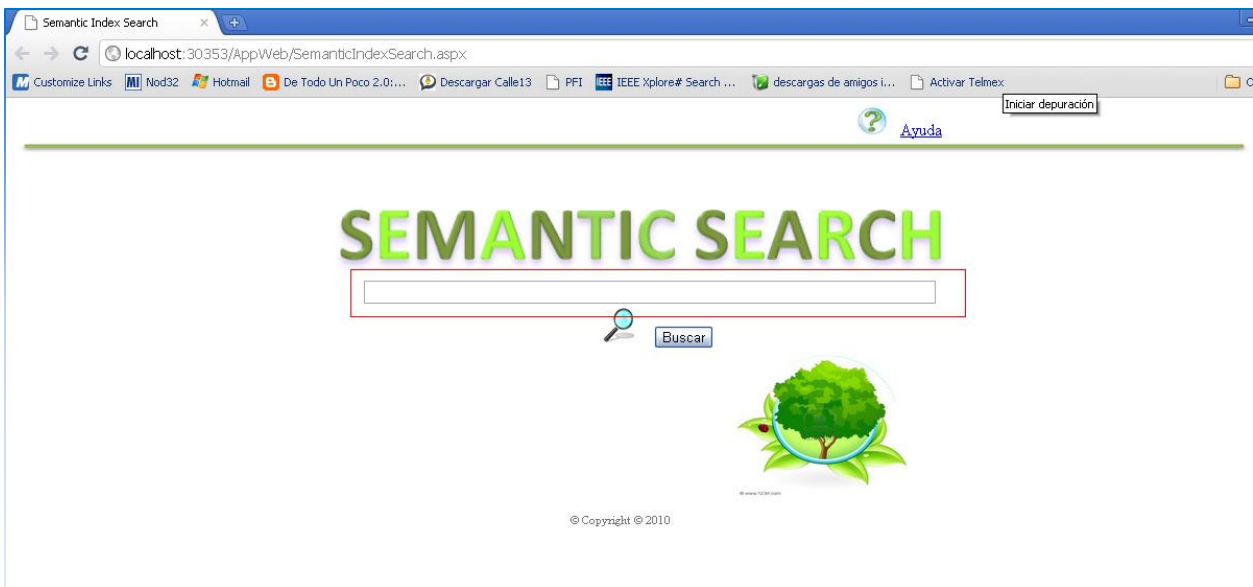 Semantic Index Search
localhost:30353/AppWeb/SemanticIndexSearch.aspx
Customize Links Nod32 Hotmail De Todo Un Poco 2.0:... Descargar Calle13 PFI IEEE IEEE Xplore# Search ... descargas de amigos i... Activar Telmex
Iniciar depuración
Ayuda
SEMANTIC SEARCH
Buscar
© Copyright © 2010